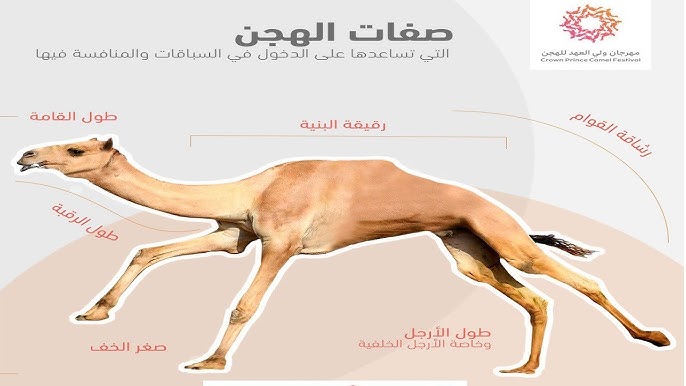 صفات الهجن
التي تساعدها على الدخول في السباقات والمنافسة فيها
مهرجان ولي العهد للهجن
Crown Prince Camel Festival
طول القامة
رقيقة البنية
رشاقة القوام
طول الرقبة
صغر الخف
طول الأرجل
وخاصة الأرجل الخلفية